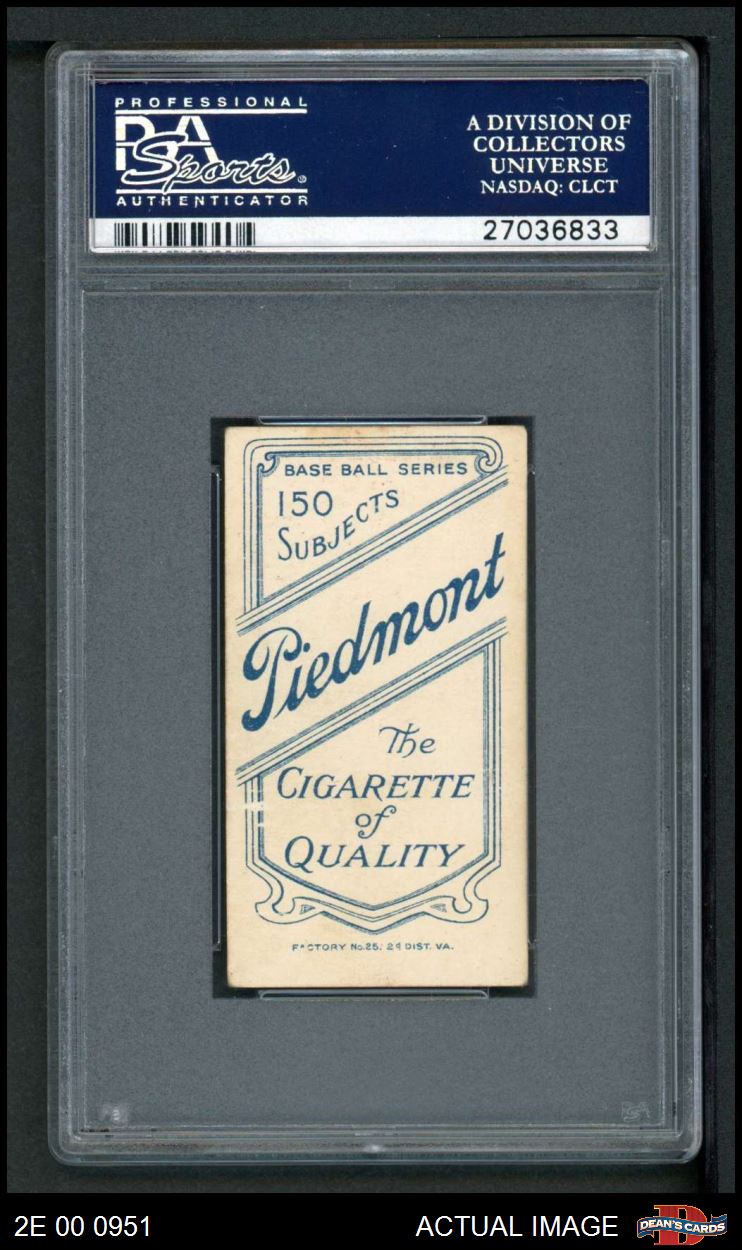 PROFESSIONAL
PSA
Sports
AUTHENTICATOR
A DIVISION OF
COLLECTORS
UNIVERSE
NASDAQ: CLCT
27036833
BASE BALL SERIES
150
SUBJECTS
Piedmont
The
CIGARETTE
of
QUALITY
FACTORY No. 25, 2d DIST. VA.
2E 00 0951
ACTUAL IMAGE
DEAN'S CARDS